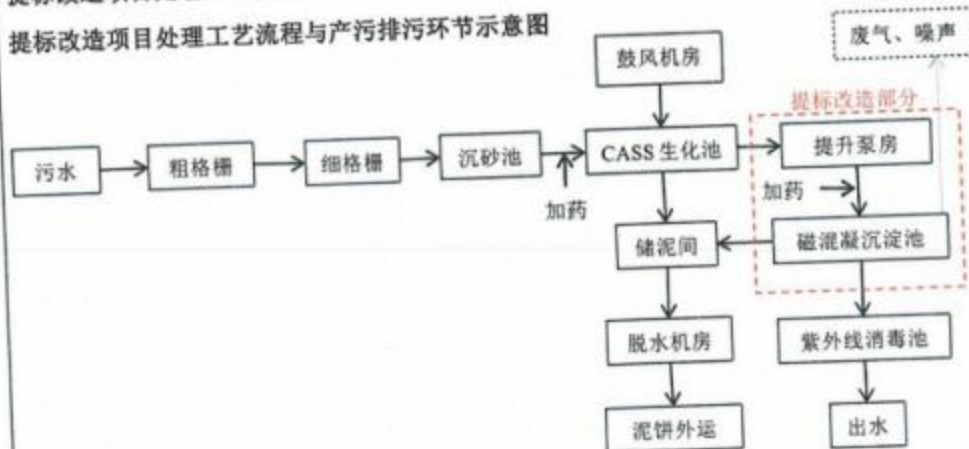 提标改造项目处理工艺流程与产污排污环节示意图
废气、噪声
鼓风机房
提标改造部分
污水
粗格栅
细格栅
沉砂池
CASS 生化池
提升泵房
加药
加药
储泥间
磁混凝沉淀池
脱水机房
紫外线消毒池
泥饼外运
出水